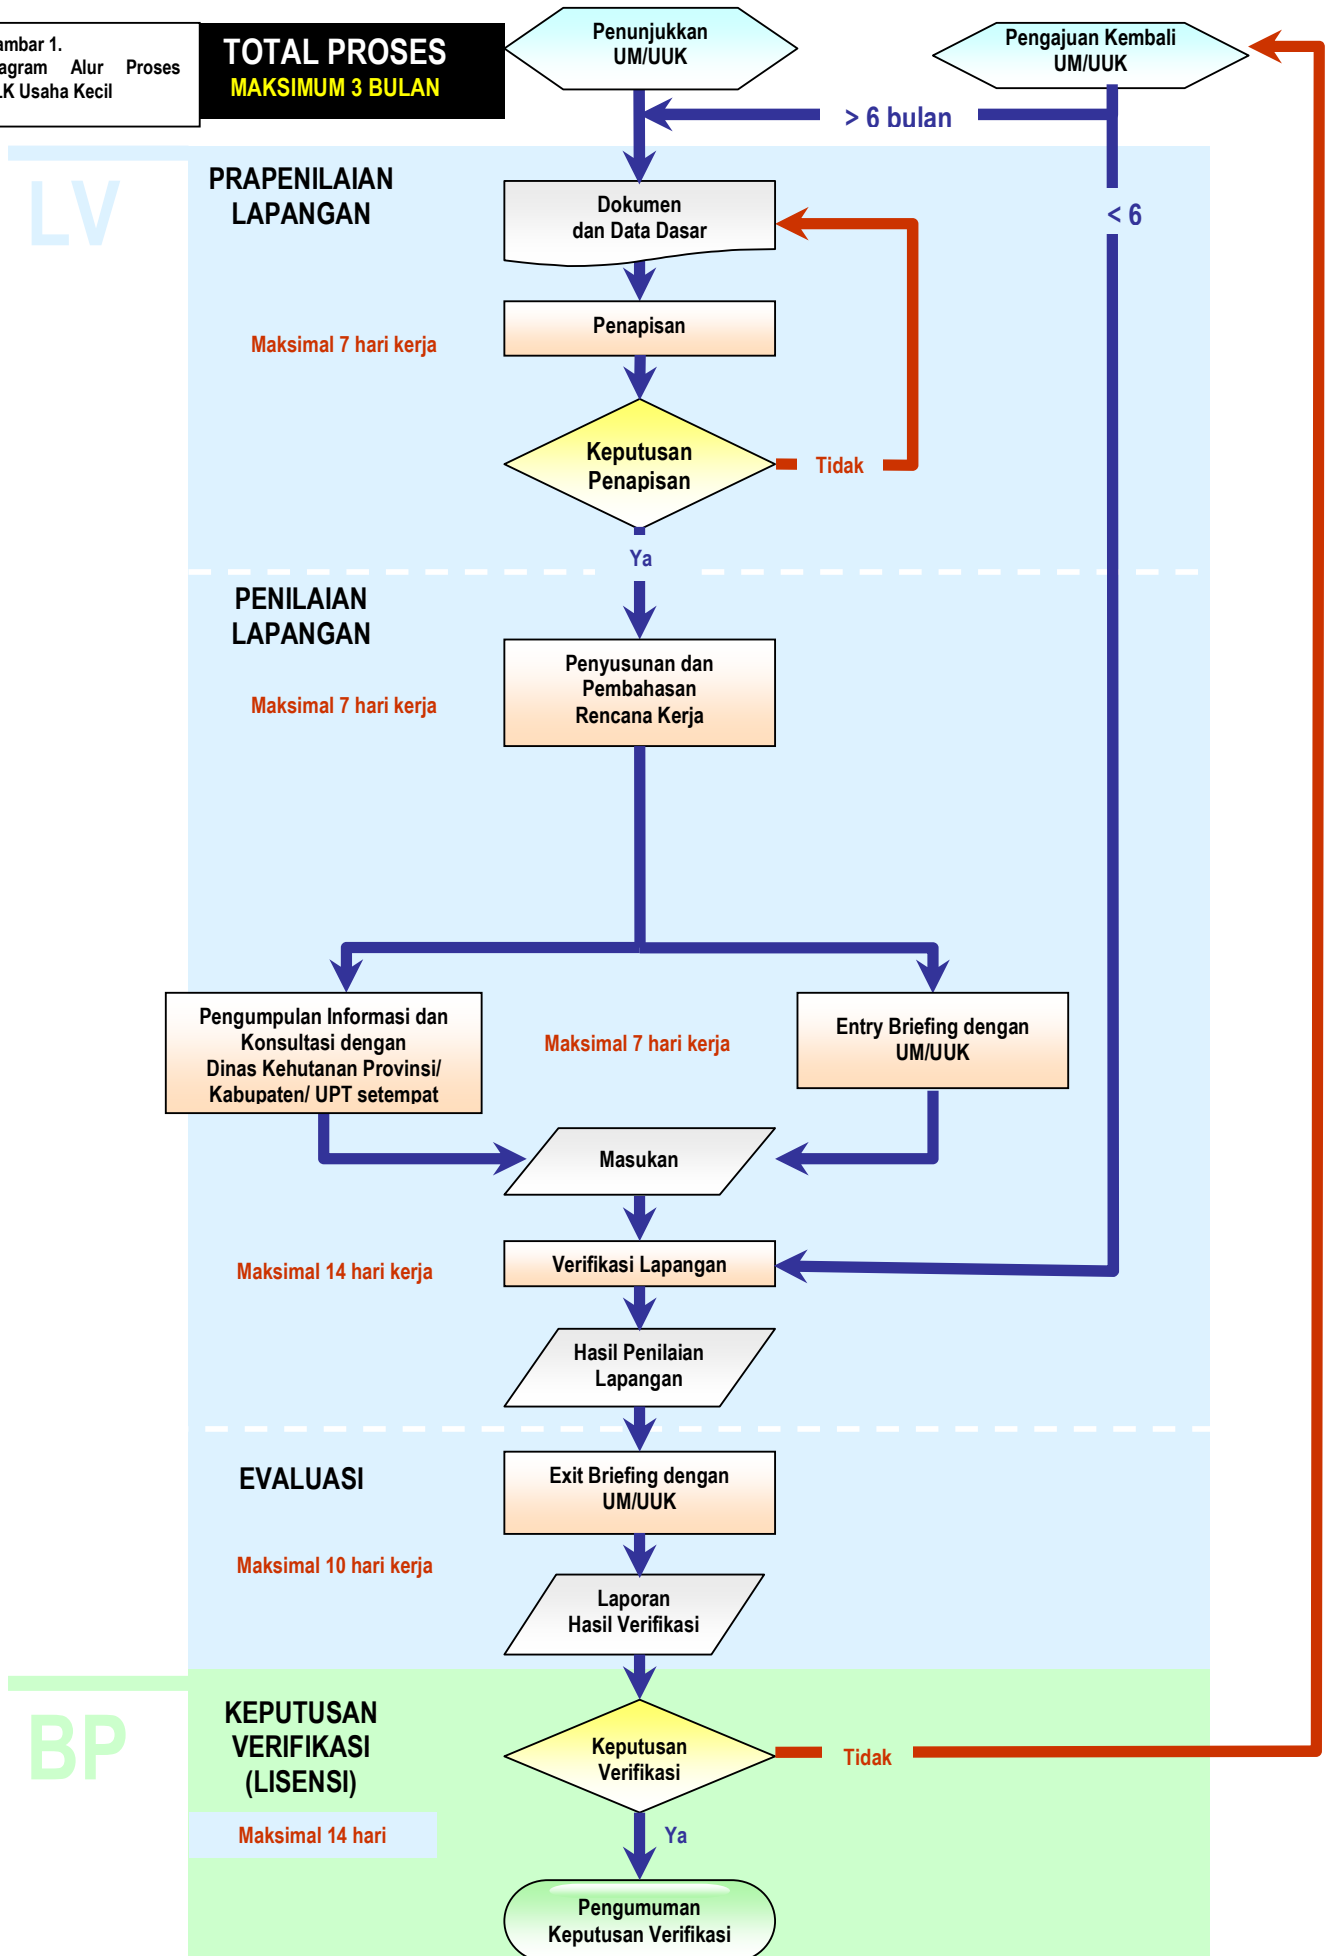 ambar 1.
agram Alur Proses
LK Usaha Kecil
TOTAL PROSES
MAKSIMUM 3 BULAN
Penunjukkan
UM/UUK
Pengajuan Kembali
UM/UUK
> 6 bulan
LV
PRAPENILAIAN
LAPANGAN
Dokumen
dan Data Dasar
< 6
Penapisan
Maksimal 7 hari kerja
Keputusan
Penapisan
Tidak
Ya
PENILAIAN
LAPANGAN
Penyusunan dan
Pembahasan
Rencana Kerja
Maksimal 7 hari kerja
Pengumpulan Informasi dan
Konsultasi dengan
Dinas Kehutanan Provinsi/
Kabupaten/ UPT setempat
Maksimal 7 hari kerja
Entry Briefing dengan
UM/UUK
Masukan
Maksimal 14 hari kerja
Verifikasi Lapangan
Hasil Penilaian
Lapangan
EVALUASI
Exit Briefing dengan
UM/UUK
Maksimal 10 hari kerja
Laporan
Hasil Verifikasi
BP
KEPUTUSAN
VERIFIKASI
(LISENSI)
Keputusan
Verifikasi
Tidak
Maksimal 14 hari
Ya
Pengumuman
Keputusan Verifikasi